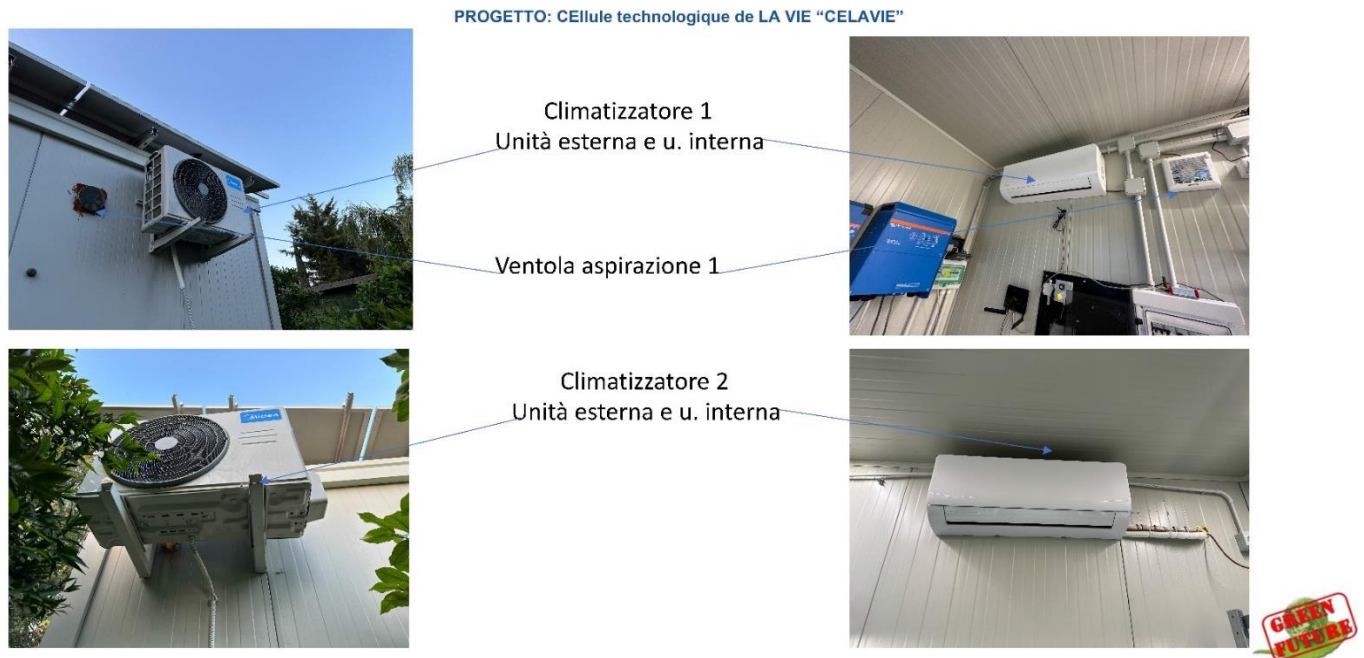 PROGETTO: CEllule technologique de LA VIE “CELAVIE”
Climatizzatore 1
Unità esterna e u. interna
Ventola aspirazione 1
Climatizzatore 2
Unità esterna e u. interna
Midea
GREEN
FUTURE